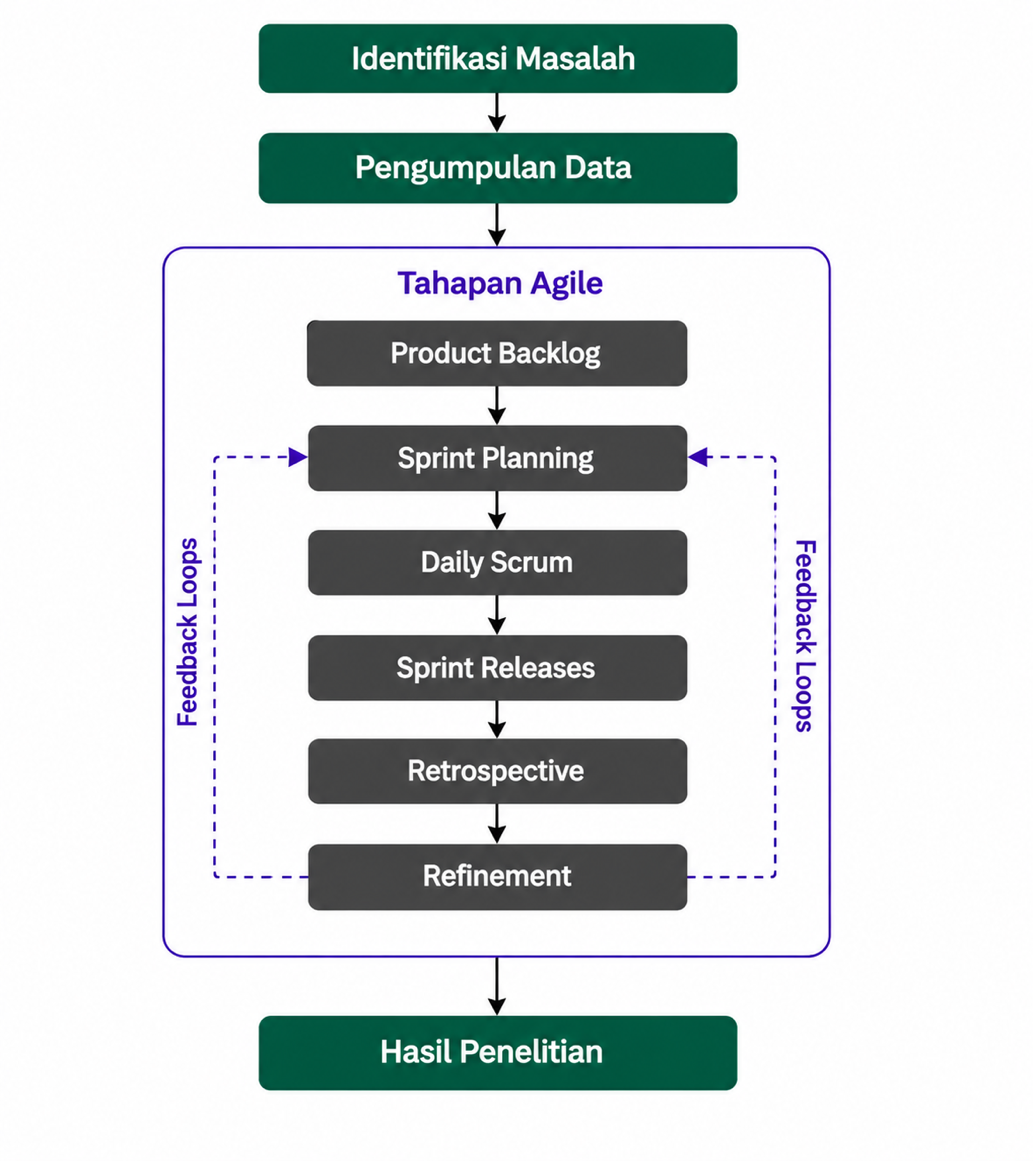 Identifikasi Masalah
Pengumpulan Data
Tahapan Agile
Product Backlog
Sprint Planning
Daily Scrum
Sprint Releases
Retrospective
Refinement
Feedback Loops
Feedback Loops
Hasil Penelitian